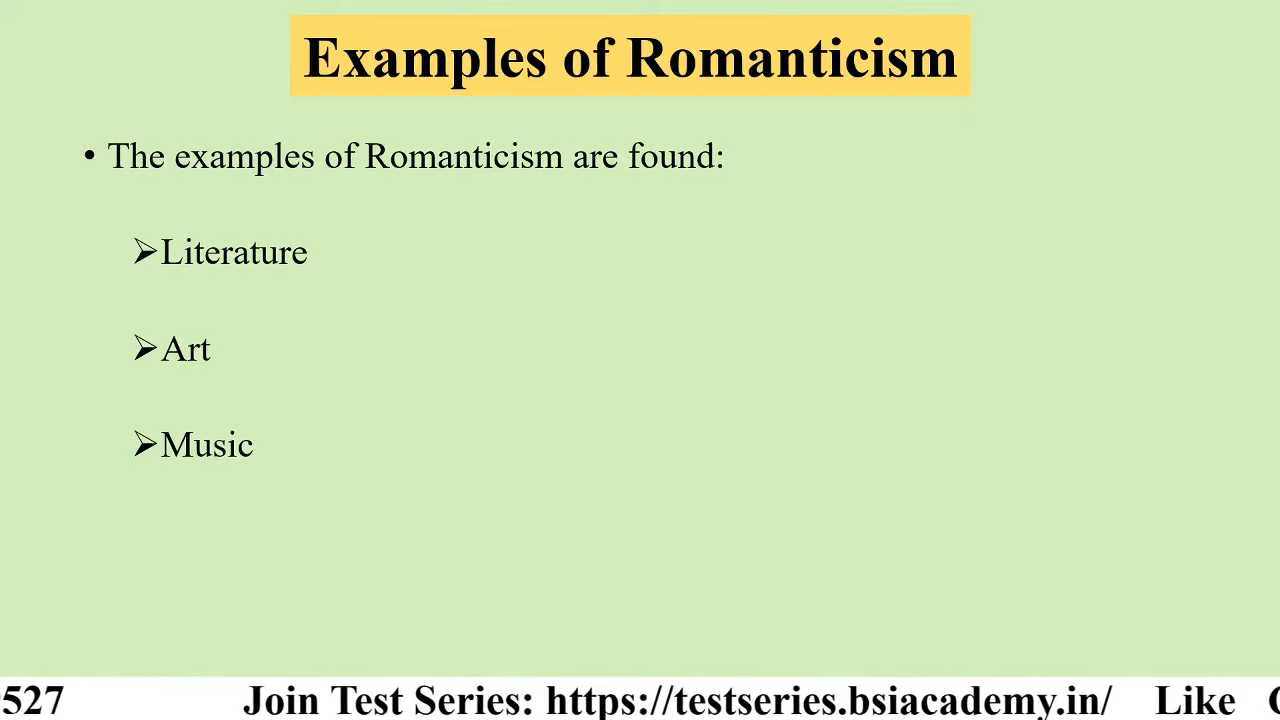 Examples of Romanticism
• The examples of Romanticism are found:
➢Literature
➢Art
➢Music
527 Join Test Series: https://testseries.bsiacademy.in/ Like